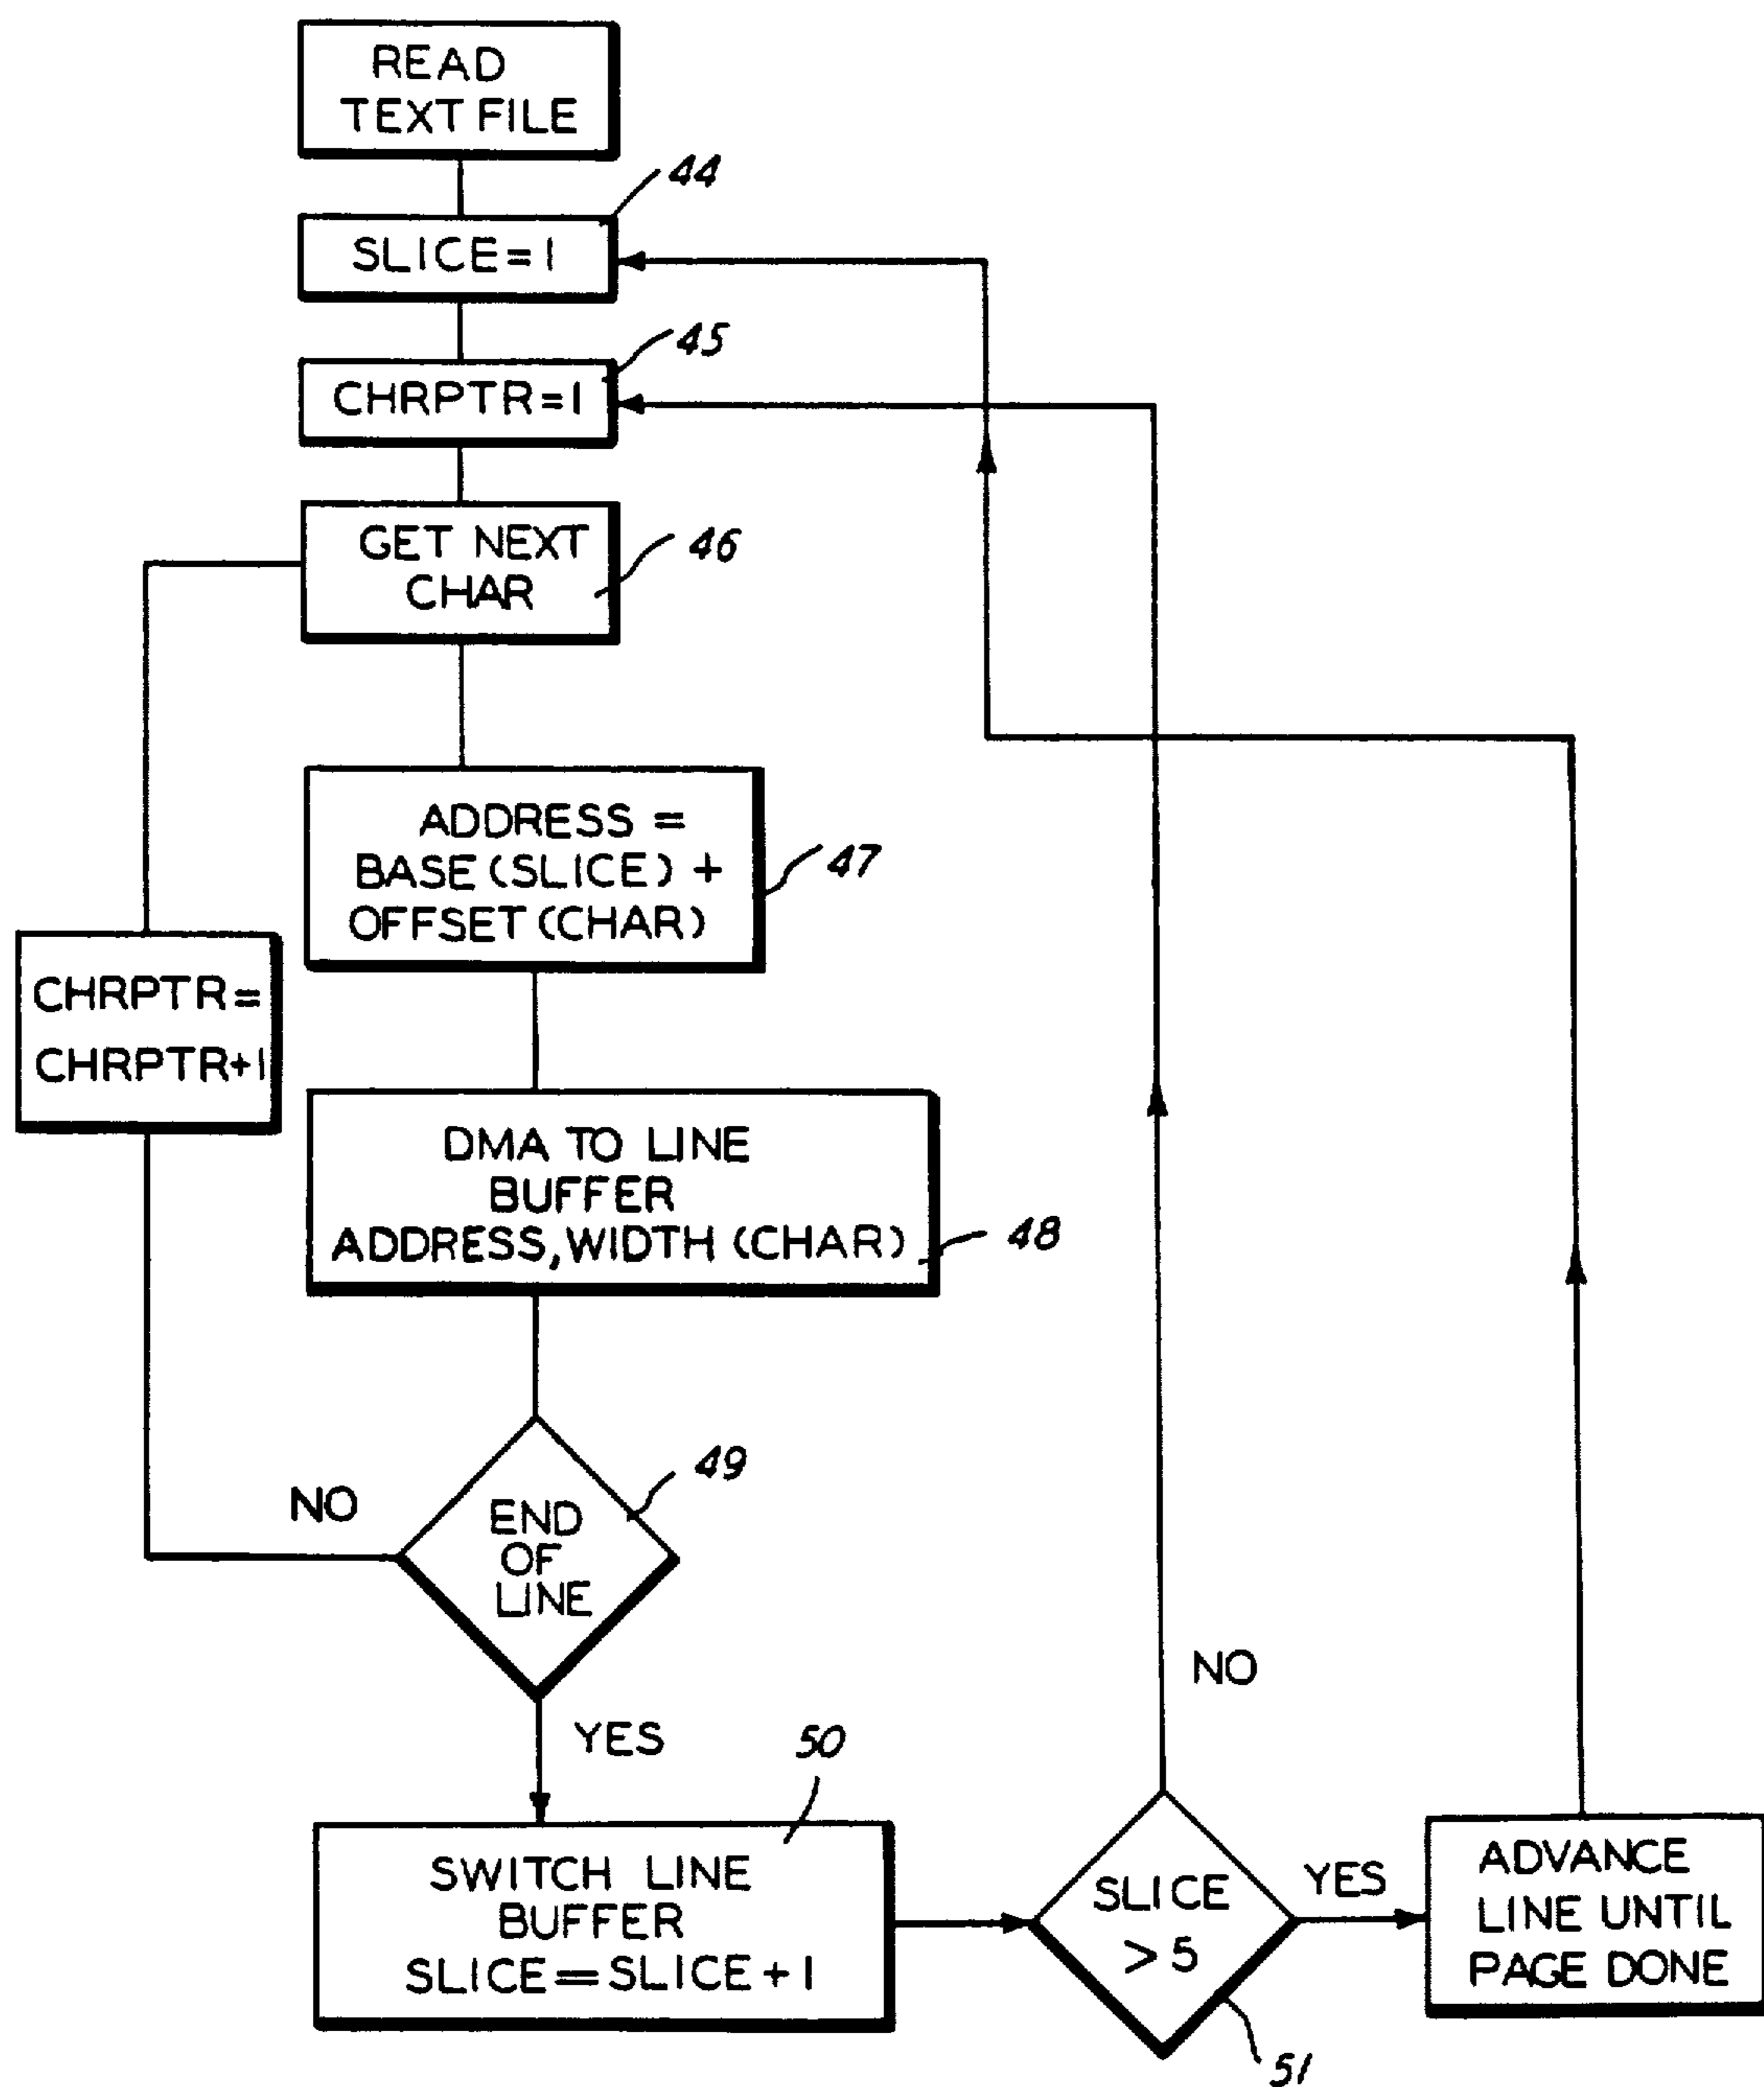 READ
TEXT FILE
44
SLICE=1
45
CHRPTR=1
GET NEXT
CHAR
46
ADDRESS =
BASE (SLICE) +
OFFSET (CHAR)
47
CHRPTR=
CHRPTR+1
DMA TO LINE
BUFFER
ADDRESS, WIDTH (CHAR)
48
49
NO
END
OF
LINE
YES
50
SWITCH LINE
BUFFER
SLICE=SLICE+1
NO
SLICE
>5
51
YES
ADVANCE
LINE UNTIL
PAGE DONE